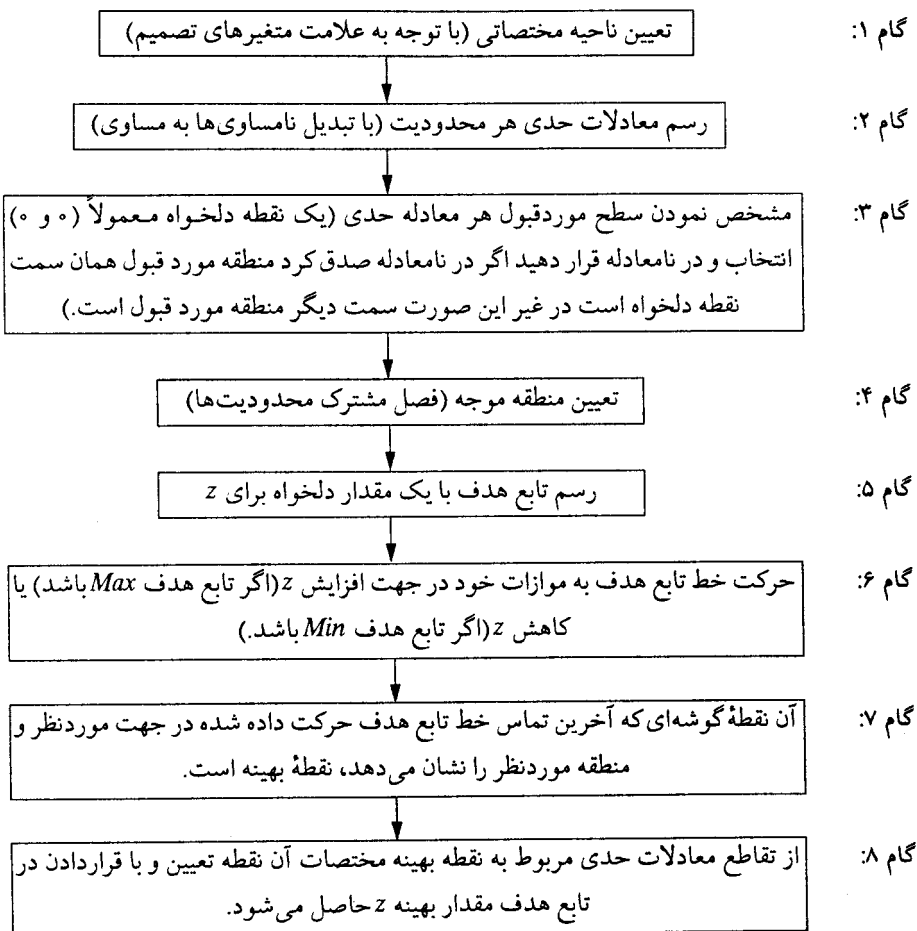 گام ۱:
تعیین ناحیه مختصاتی (با توجه به علامت متغیرهای تصمیم)
گام ۲:
رسم معادلات حدی هر محدودیت (با تبدیل نامساوی‌ها به مساوی)
گام ۳:
مشخص نمودن سطح موردقبول هر معادله حدی (یک نقطه دلخـواه مـعمولاً (۰ و ۰)
انتخاب و در نامعادله قرار دهید اگر در نامعادله صدق کرد منطقه مورد قبول همان سمت
نقطه دلخواه است در غیر این صورت سمت دیگر منطقه مورد قبول است.)
گام ۴:
تعیین منطقه موجه (فصل مشترک محدودیت‌ها)
گام ۵:
رسم تابع هدف با یک مقدار دلخواه برای z
گام ۶:
حرکت خط تابع هدف به موازات خود در جهت افزایش z (اگر تابع هدف Max باشد) یا
کاهش z (اگر تابع هدف Min باشد.)
گام ۷:
آن نقطهٔ گوشه‌ای که آخرین تماس خط تابع هدف حرکت داده شده در جهت موردنظر و
منطقه موردنظر را نشان می‌دهد، نقطهٔ بهینه است.
گام ۸:
از تقاطع معادلات حدی مربوط به نقطه بهینه مختصات آن نقطه تعیین و با قراردادن در
تابع هدف مقدار بهینه z حاصل می‌شود.